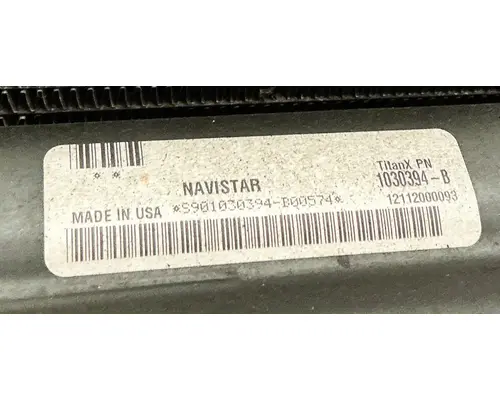 * *
TitanX PN
NAVISTAR
1030394-B
MADE IN USA *S901030394-B00574*
12112000093